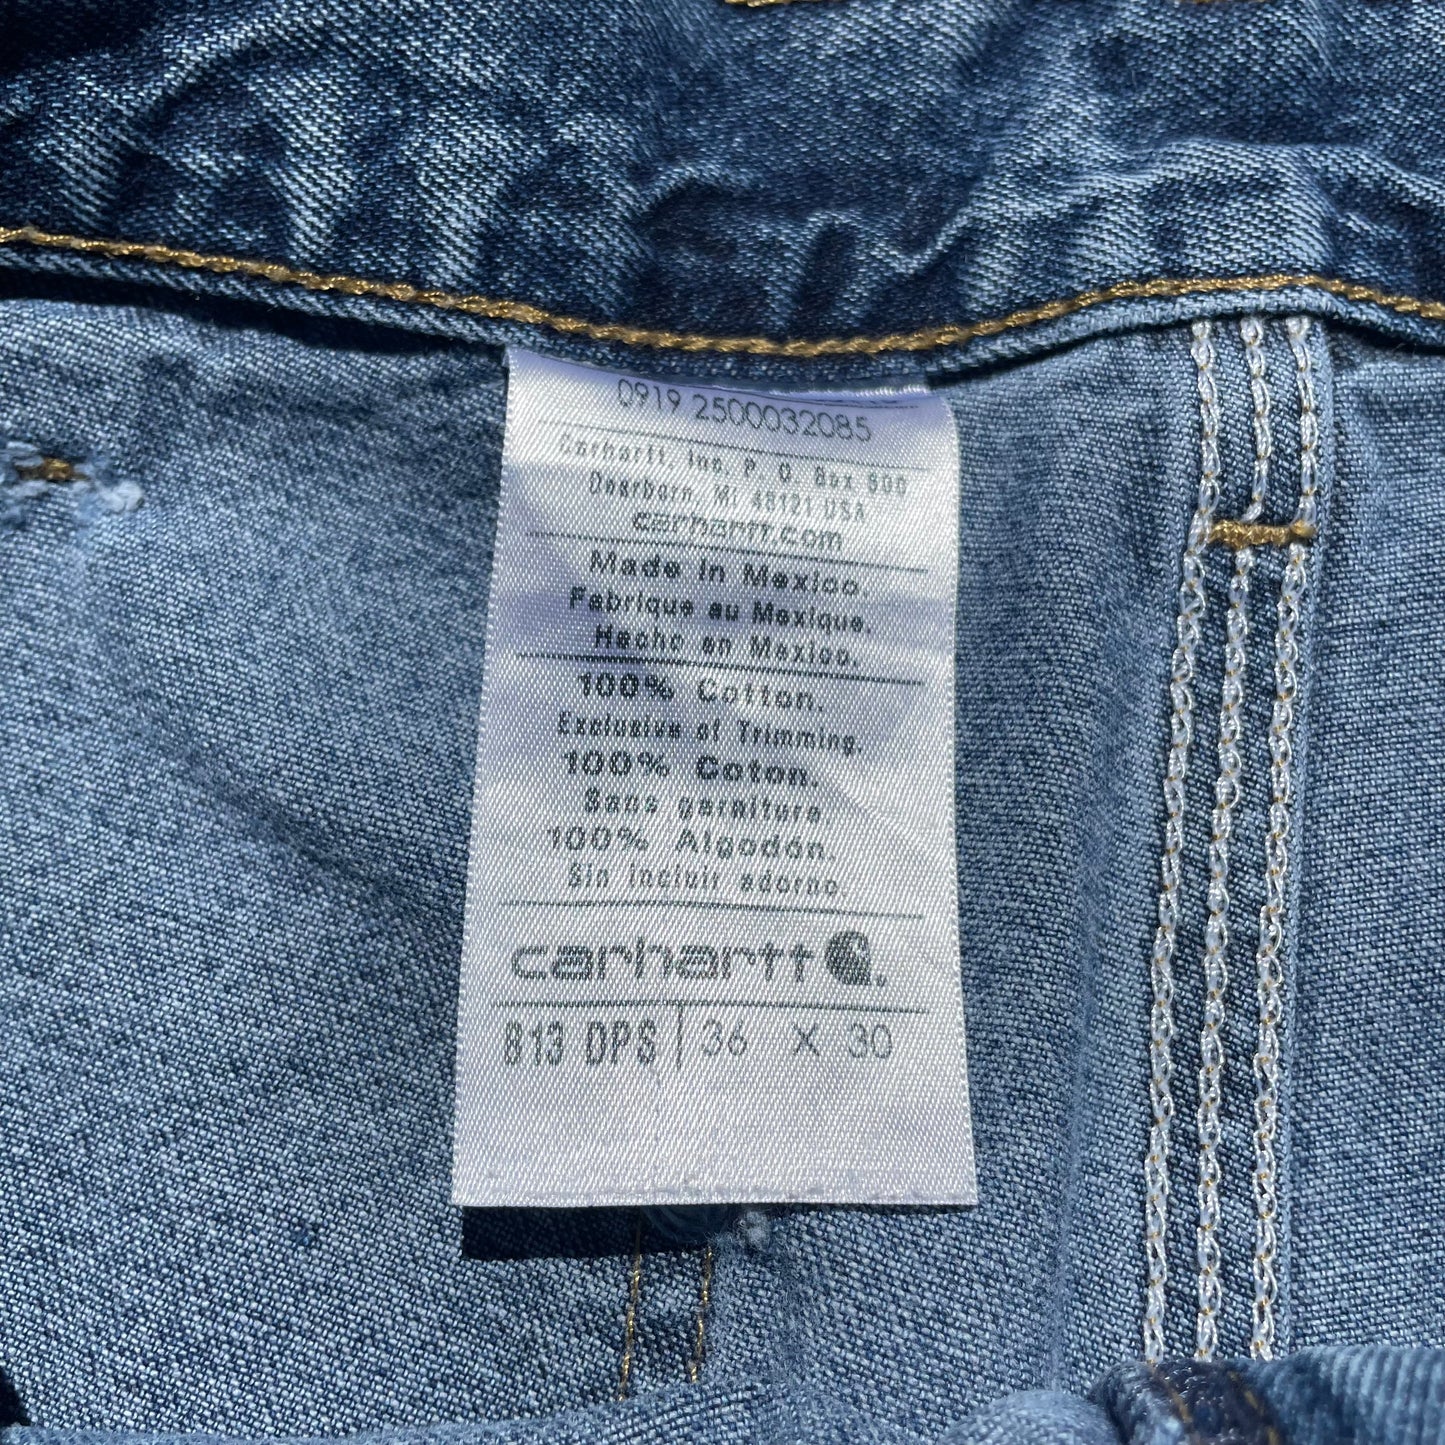 0919 2500032085
Carhartt, Inc. P. O. Box 600
Dearborn, MI 48121 USA
carhartt.com
Made in Mexico.
Fabrique au Mexique.
Hecho en Mexico.
100% Cotton.
Exclusive of Trimming.
100% Coton.
Sans garniture.
100% Algodón.
Sin incluir adorno.
carhartt
813 DPS | 36 X 30